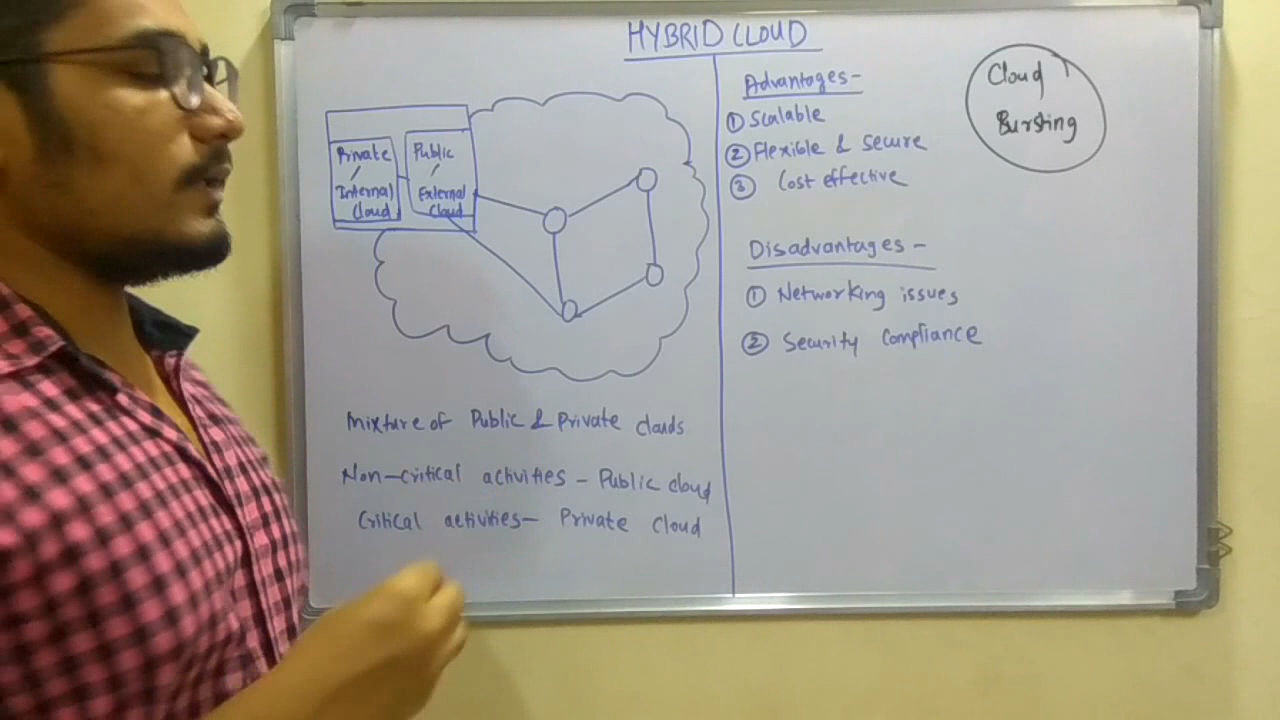 HYBRID CLOUD
Private
/
Internal
Cloud
Public
/
External
Cloud
Mixture of Public & Private clouds
Non-critical activities - Public cloud
Critical activities- Private Cloud
Advantages-
① Scalable
② Flexible & secure
③ Cost effective
Disadvantages-
① Networking issues
② Security Compliance
Cloud
Bursting